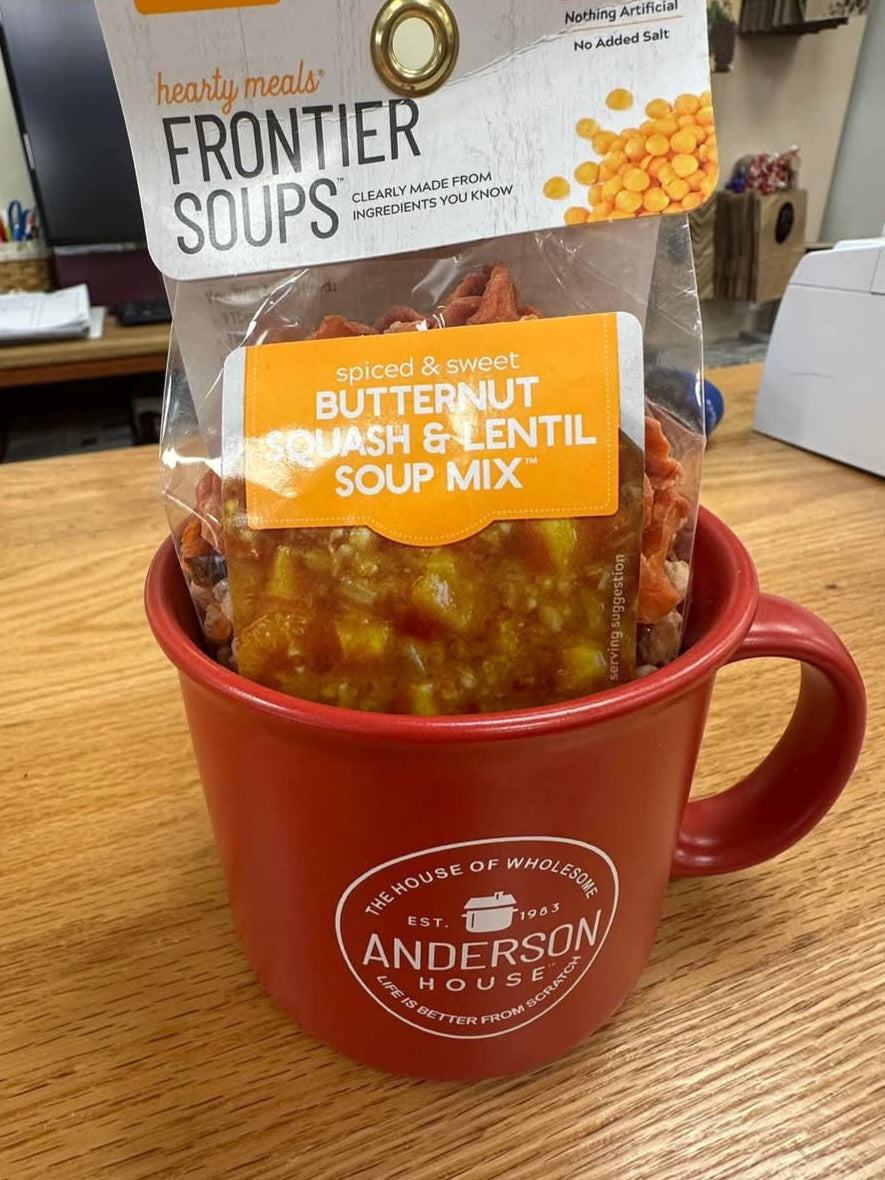 Nothing Artificial
No Added Salt
hearty meals®
FRONTIER
SOUPS™
CLEARLY MADE FROM
INGREDIENTS YOU KNOW
spiced & sweet
BUTTERNUT
SQUASH & LENTIL
SOUP MIX™
serving suggestion
THE HOUSE OF WHOLESOME
EST. 1983
ANDERSON
HOUSE™
LIFE IS BETTER FROM SCRATCH